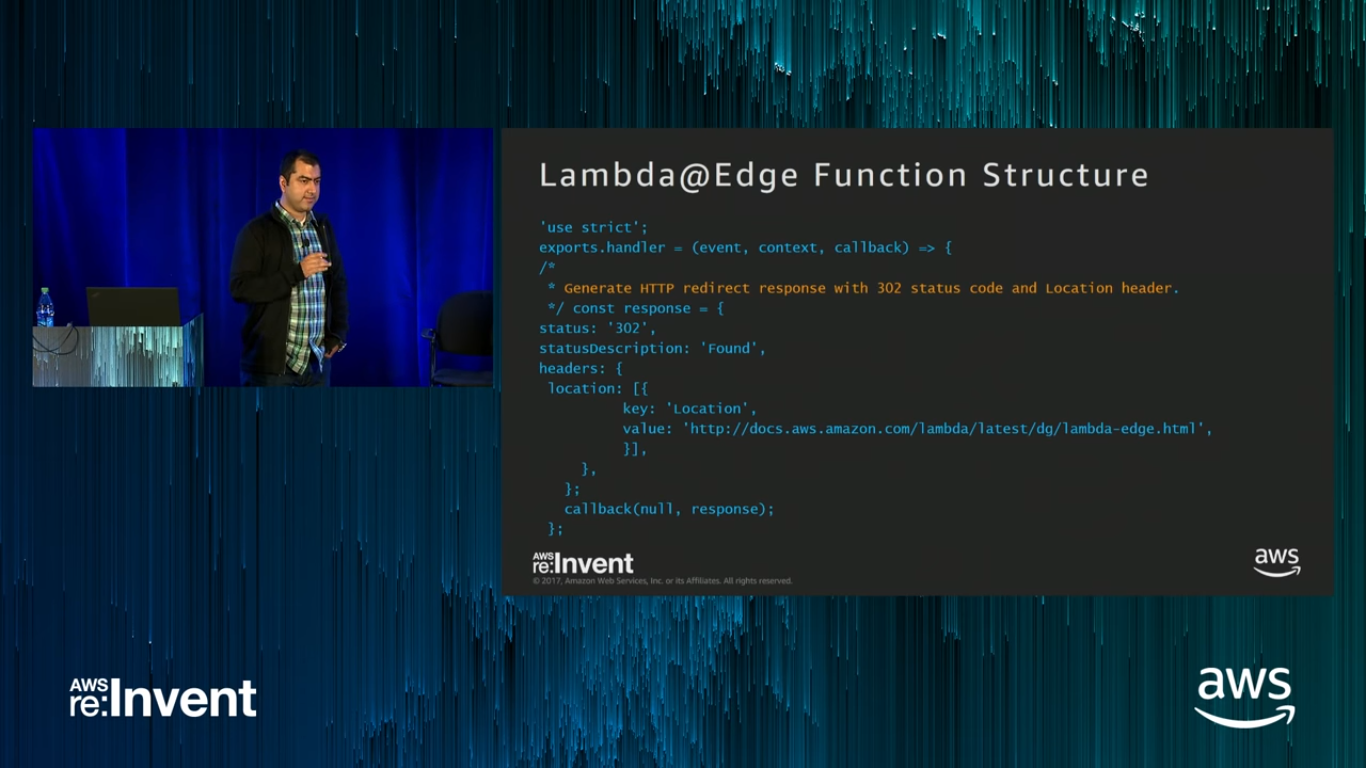 Lambda@Edge Function Structure
'use strict';
exports.handler = (event, context, callback) => {
/*
* Generate HTTP redirect response with 302 status code and Location header.
*/ const response = {
status: '302',
statusDescription: 'Found',
headers: {
location: [{
key: 'Location',
value: 'http://docs.aws.amazon.com/lambda/latest/dg/lambda-edge.html',
}],
},
};
callback(null, response);
};
AWS
re:Invent
© 2017, Amazon Web Services, Inc. or its Affiliates. All rights reserved.
aws
AWS
re:Invent
aws